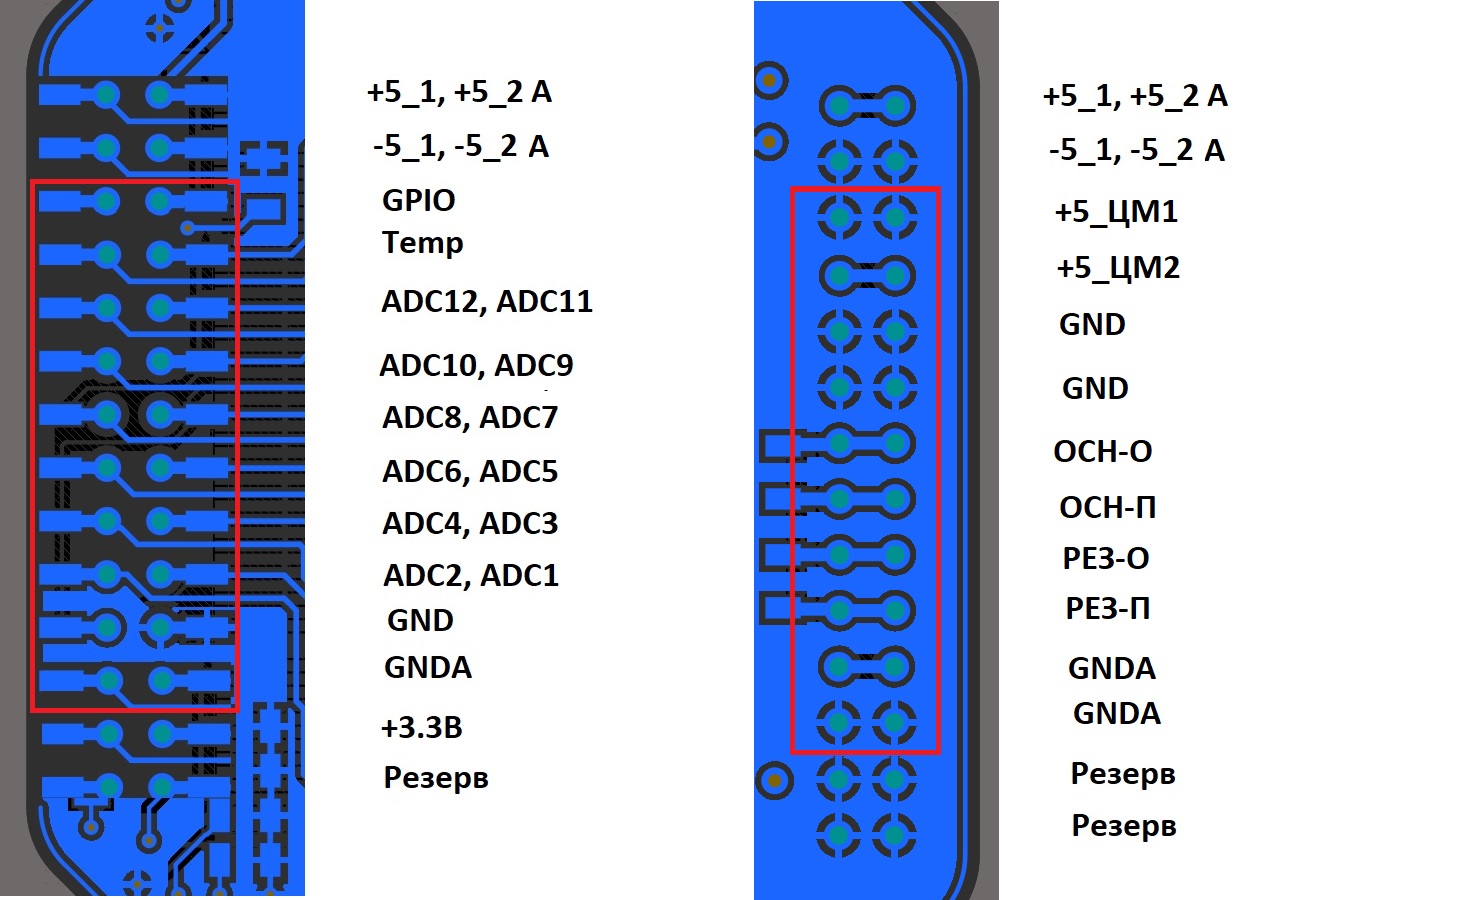 +5_1, +5_2 А
-5_1, -5_2 А
GPIO
Temp
ADC12, ADC11
ADC10, ADC9
ADC8, ADC7
ADC6, ADC5
ADC4, ADC3
ADC2, ADC1
GND
GNDA
+3.3В
Резерв
+5_1, +5_2 А
-5_1, -5_2 А
+5_ЦМ1
+5_ЦМ2
GND
GND
ОСН-О
ОСН-П
РЕЗ-О
РЕЗ-П
GNDA
GNDA
Резерв
Резерв